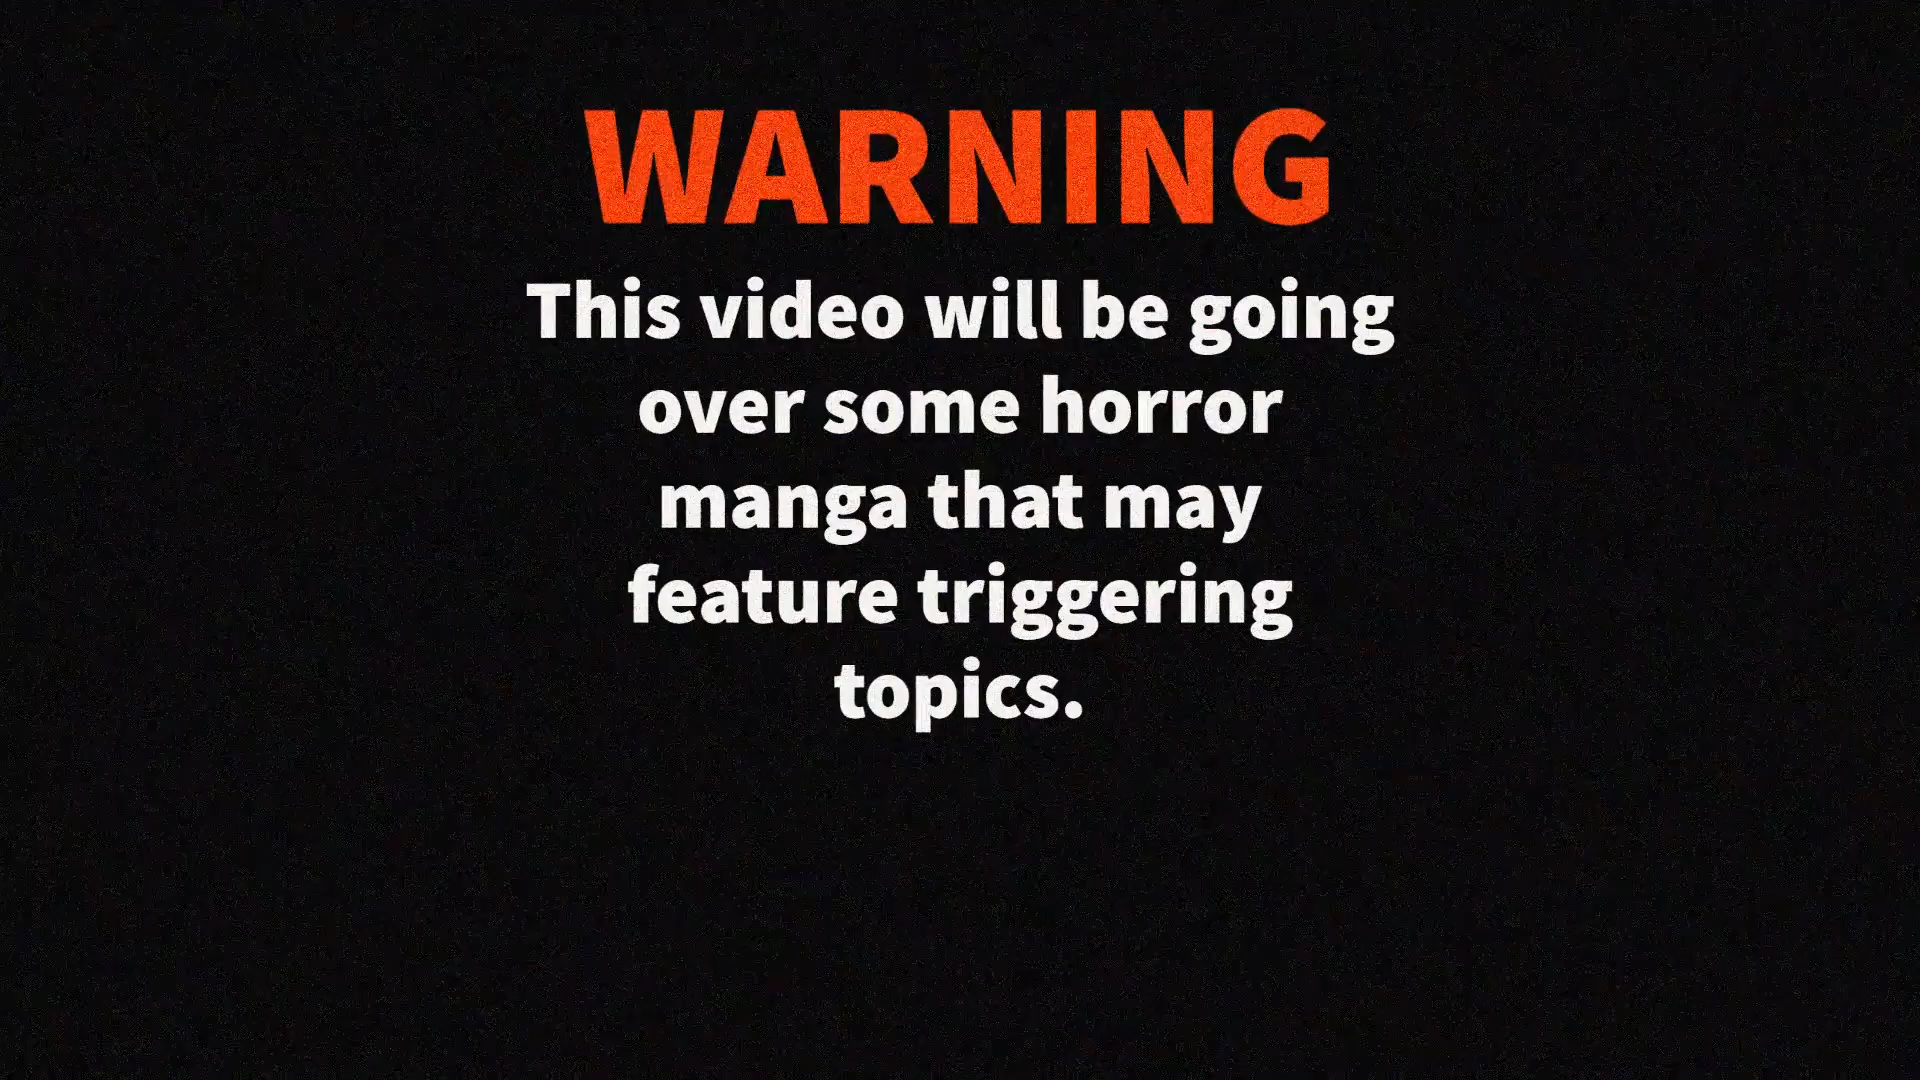 WARNING
This video will be going
over some horror
manga that may
feature triggering
topics.